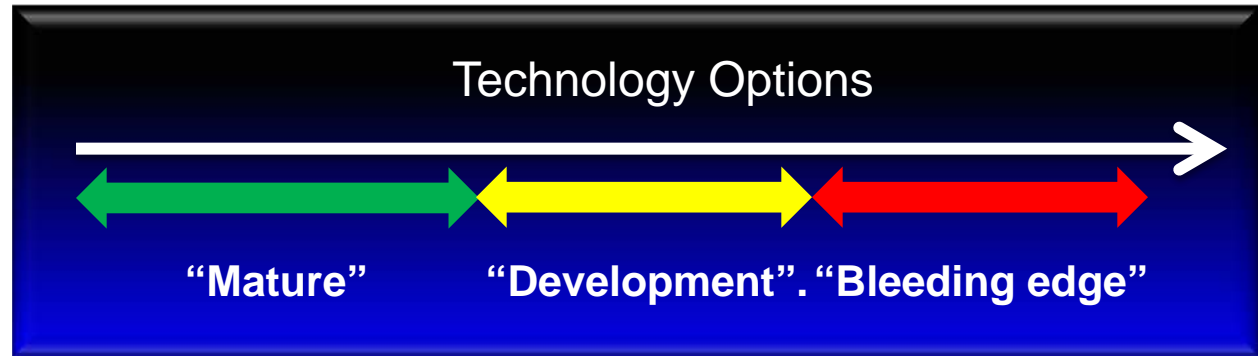 Technology Options
“Mature” “Development”. “Bleeding edge”